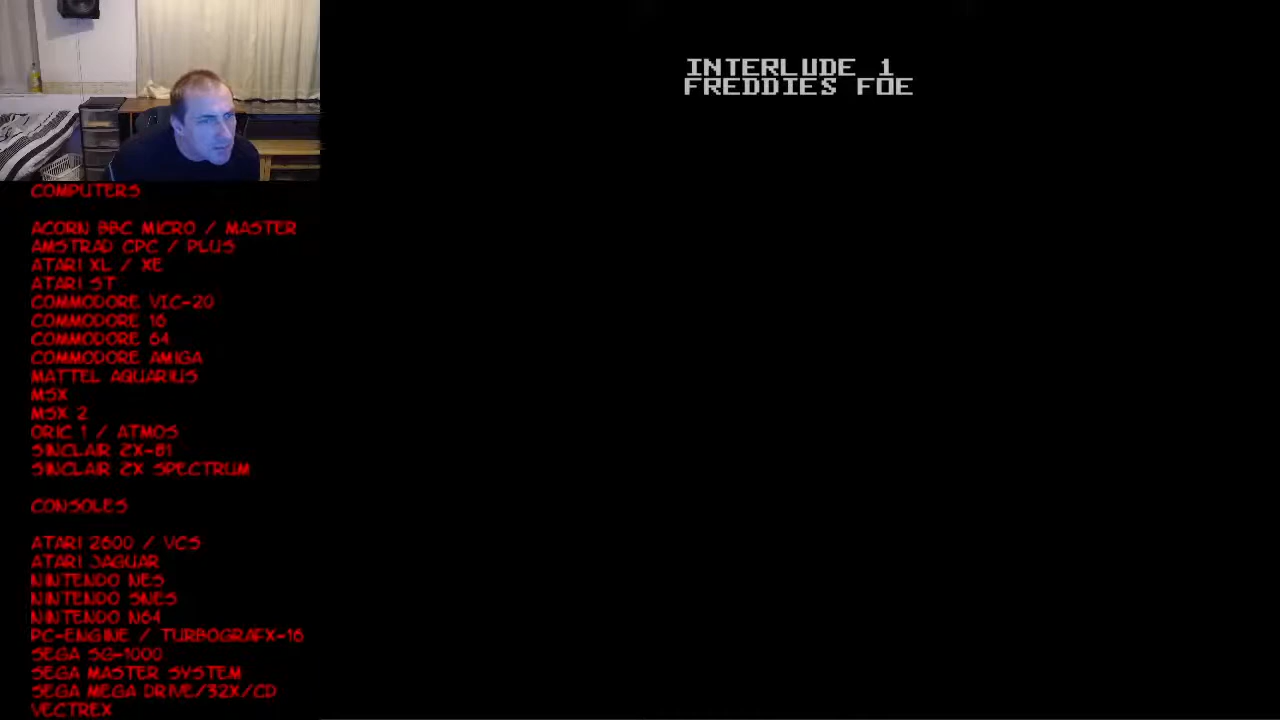 INTERLUDE 1
FREDDIES FOE
COMPUTERS
ACORN BBC MICRO / MASTER
AMSTRAD CPC / PLUS
ATARI XL / XE
ATARI ST
COMMODORE VIC-20
COMMODORE 16
COMMODORE 64
COMMODORE AMIGA
MATTEL AQUARIUS
MSX
MSX 2
ORIC 1 / ATMOS
SINCLAIR ZX-81
SINCLAIR ZX SPECTRUM
CONSOLES
ATARI 2600 / VCS
ATARI JAGUAR
NINTENDO NES
NINTENDO SNES
NINTENDO N64
PC-ENGINE / TURBOGRAFX-16
SEGA SG-1000
SEGA MASTER SYSTEM
SEGA MEGA DRIVE/32X/CD
VECTREX